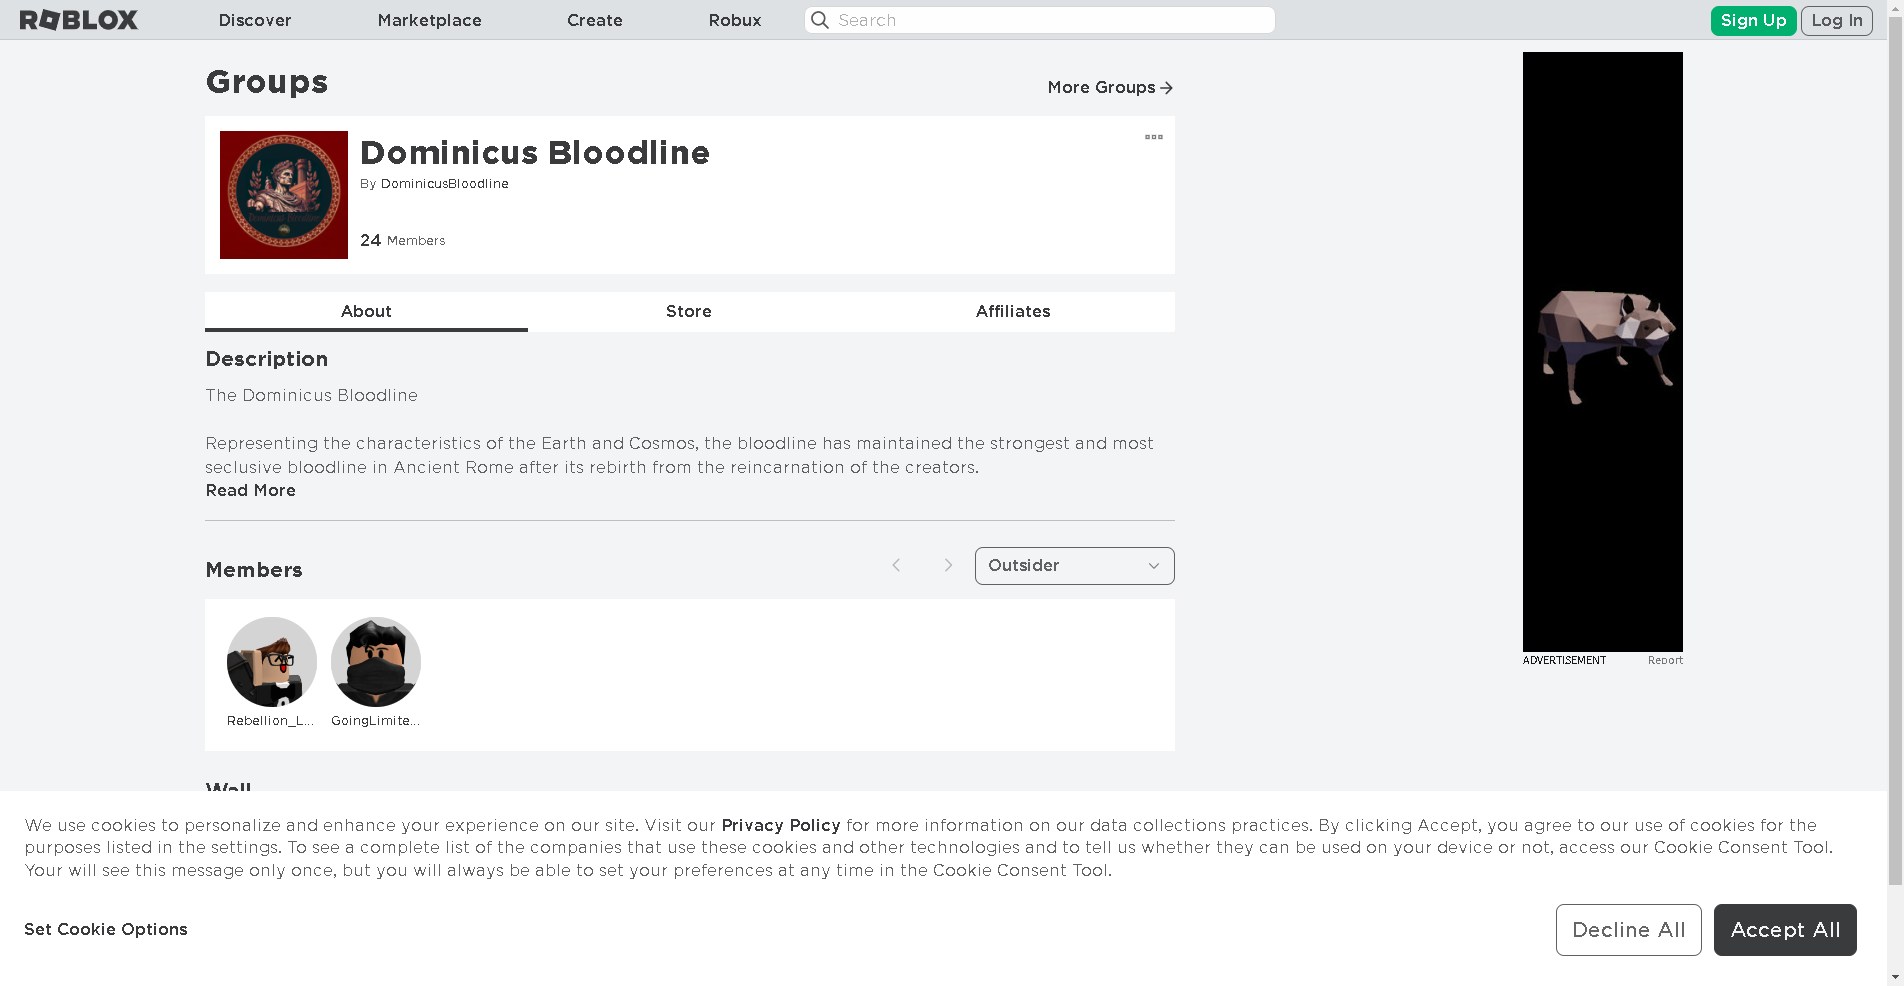 ROBLOX
Discover
Marketplace
Create
Robux
Search
Sign Up
Log In
Groups
More Groups
Dominicus Bloodline
By DominicusBloodline
24 Members
About
Store
Affiliates
Description
The Dominicus Bloodline
Representing the characteristics of the Earth and Cosmos, the bloodline has maintained the strongest and most
seclusive bloodline in Ancient Rome after its rebirth from the reincarnation of the creators.
Read More
ADVERTISEMENT
Report
Members
Outsider
Rebellion_L...
GoingLimite...
Wall
We use cookies to personalize and enhance your experience on our site. Visit our Privacy Policy for more information on our data collections practices. By clicking Accept, you agree to our use of cookies for the
purposes listed in the settings. To see a complete list of the companies that use these cookies and other technologies and to tell us whether they can be used on your device or not, access our Cookie Consent Tool.
Your will see this message only once, but you will always be able to set your preferences at any time in the Cookie Consent Tool.
Set Cookie Options
Decline All
Accept All